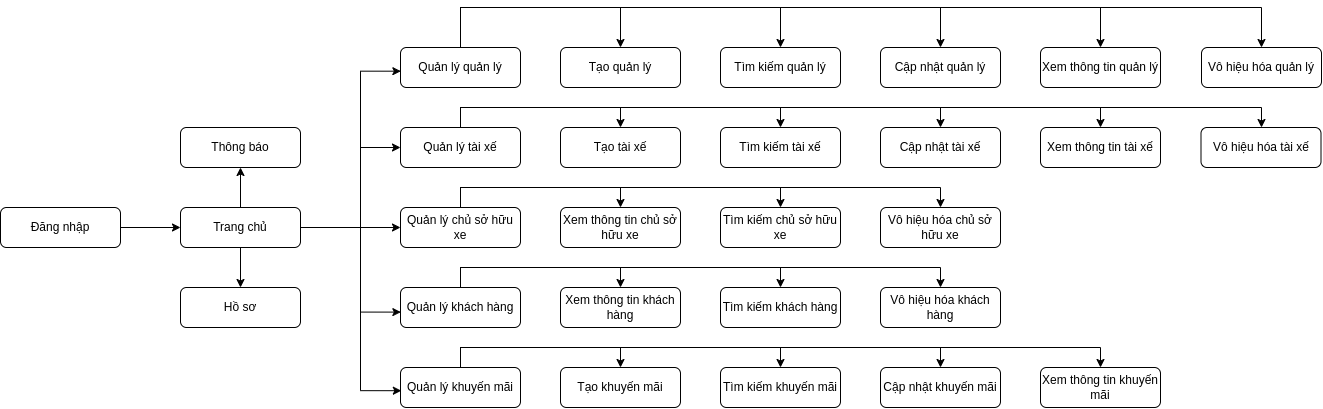 Quản lý quản lý
Tạo quản lý
Tìm kiếm quản lý
Cập nhật quản lý
Xem thông tin quản lý
Vô hiệu hóa quản lý
Thông báo
Quản lý tài xế
Tạo tài xế
Tìm kiếm tài xế
Cập nhật tài xế
Xem thông tin tài xế
Vô hiệu hóa tài xế
Đăng nhập
Trang chủ
Quản lý chủ sở hữu
xe
Xem thông tin chủ sở
hữu xe
Tìm kiếm chủ sở hữu
xe
Vô hiệu hóa chủ sở
hữu xe
Hồ sơ
Quản lý khách hàng
Xem thông tin khách
hàng
Tìm kiếm khách hàng
Vô hiệu hóa khách
hàng
Quản lý khuyến mãi
Tạo khuyến mãi
Tìm kiếm khuyến mãi
Cập nhật khuyến mãi
Xem thông tin khuyến
mãi